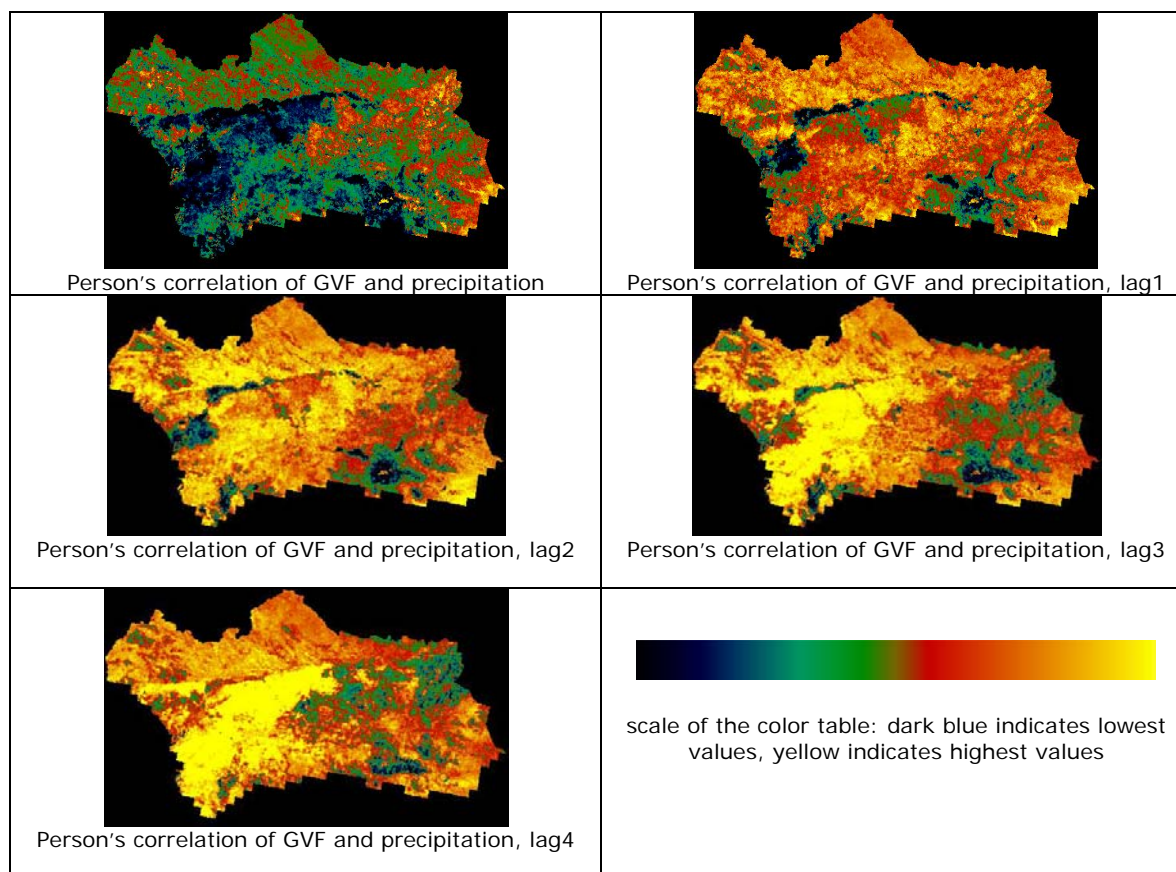 Person's correlation of GVF and precipitation
Person's correlation of GVF and precipitation, lag1
Person's correlation of GVF and precipitation, lag2
Person's correlation of GVF and precipitation, lag3
Person's correlation of GVF and precipitation, lag4
scale of the color table: dark blue indicates lowest
values, yellow indicates highest values